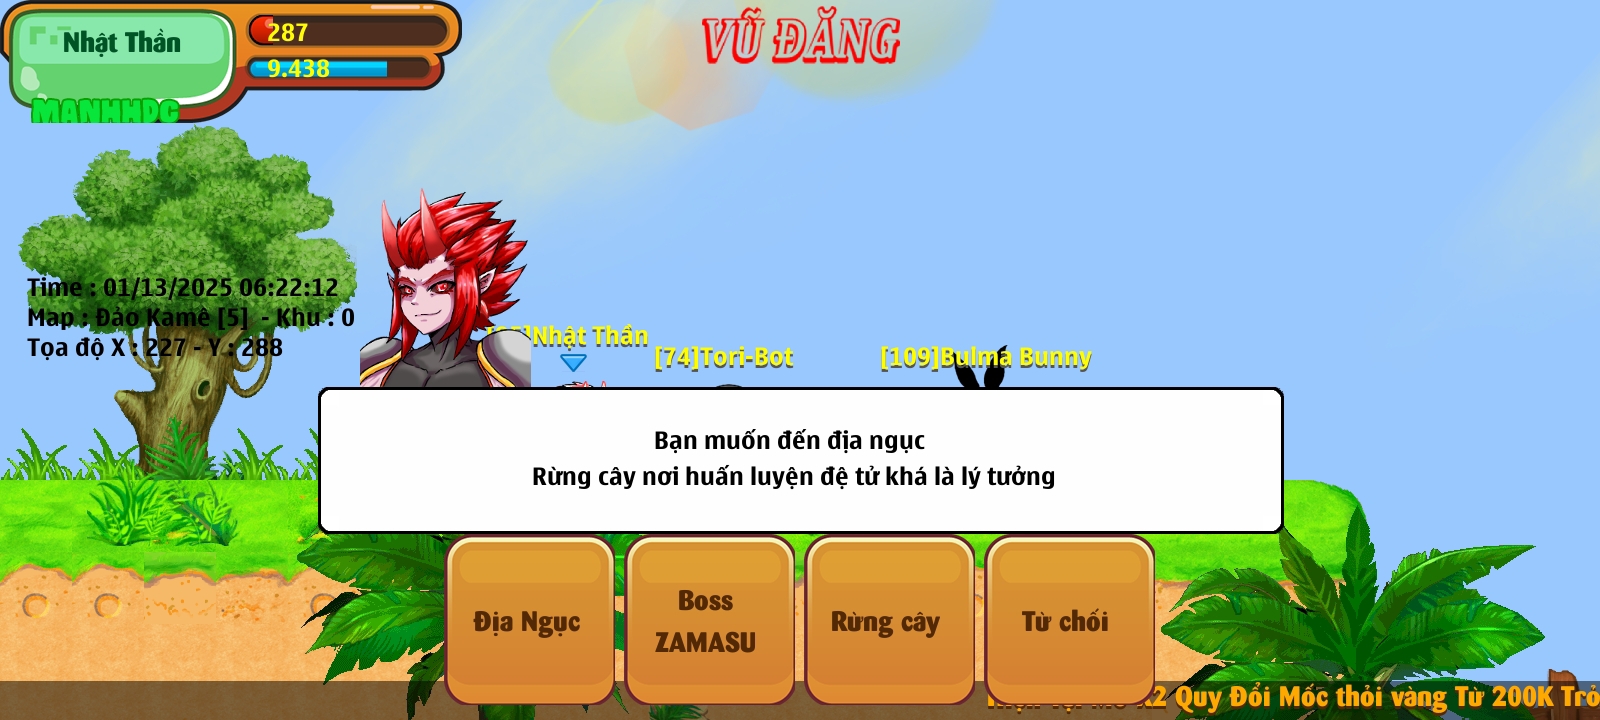 Nhật Thần
287
9.438
MANHHDG
VŨ ĐĂNG
Time : 01/13/2025 06:22:12
Map : Đảo Kamê [5] - Khu : 0
Tọa độ X : 227 - Y : 288
Nhật Thần
[74]Tori-Bot
[109]Bulma Bunny
Bạn muốn đến địa ngục
Rừng cây nơi huấn luyện đệ tử khá là lý tưởng
Địa Ngục
Boss
ZAMASU
Rừng cây
Từ chối
Quy Đổi Mốc thỏi vàng Từ 200K Trỏ